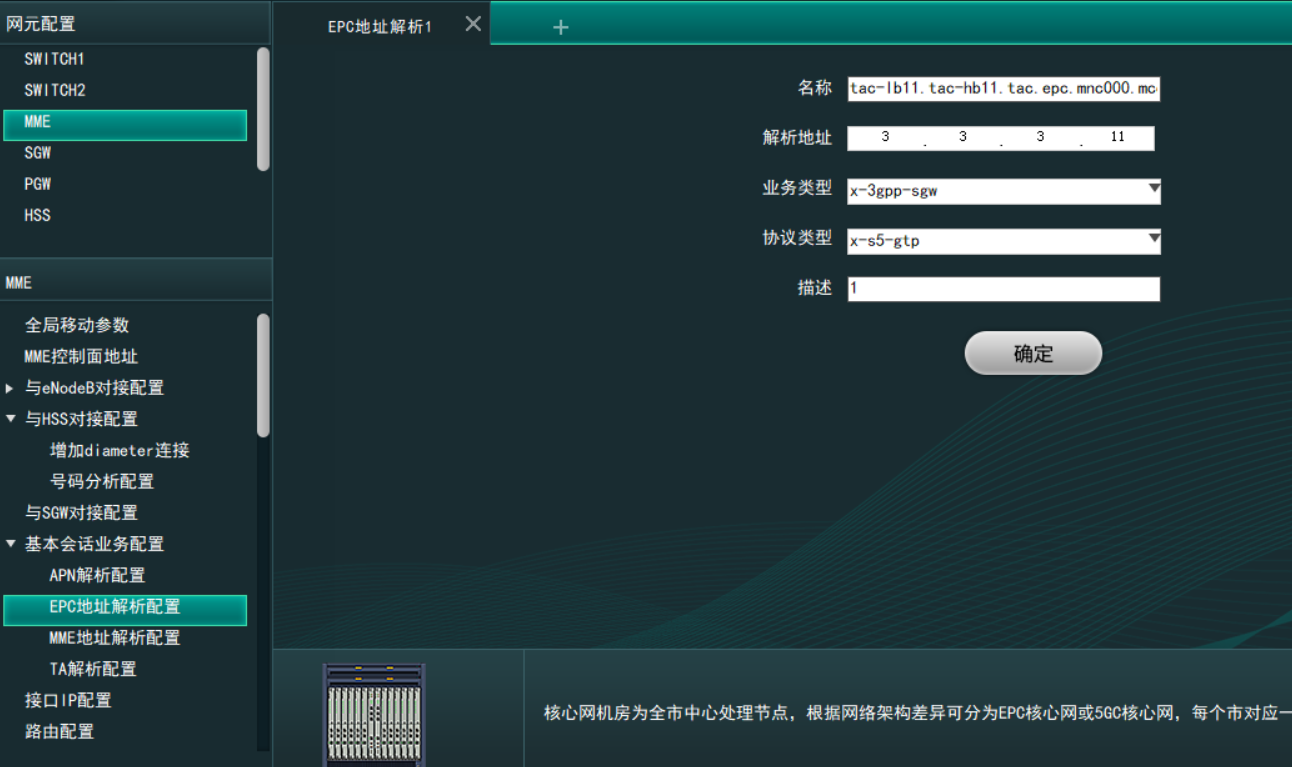 网元配置
SWITCH1
SWITCH2
MME
SGW
PGW
HSS
MME
全局移动参数
MME控制面地址
与eNodeB对接配置
与HSS对接配置
增加diameter连接
号码分析配置
与SGW对接配置
基本会话业务配置
APN解析配置
EPC地址解析配置
MME地址解析配置
TA解析配置
接口IP配置
路由配置
EPC地址解析1
名称 tac-lb11.tac-hb11.tac.epc.mnc000.mc
解析地址 3 . 3 . 3 . 11
业务类型 x-3gpp-sgw
协议类型 x-s5-gtp
描述 1
确定
核心网机房为全市中心处理节点，根据网络架构差异可分为EPC核心网或5GC核心网，每个市对应一